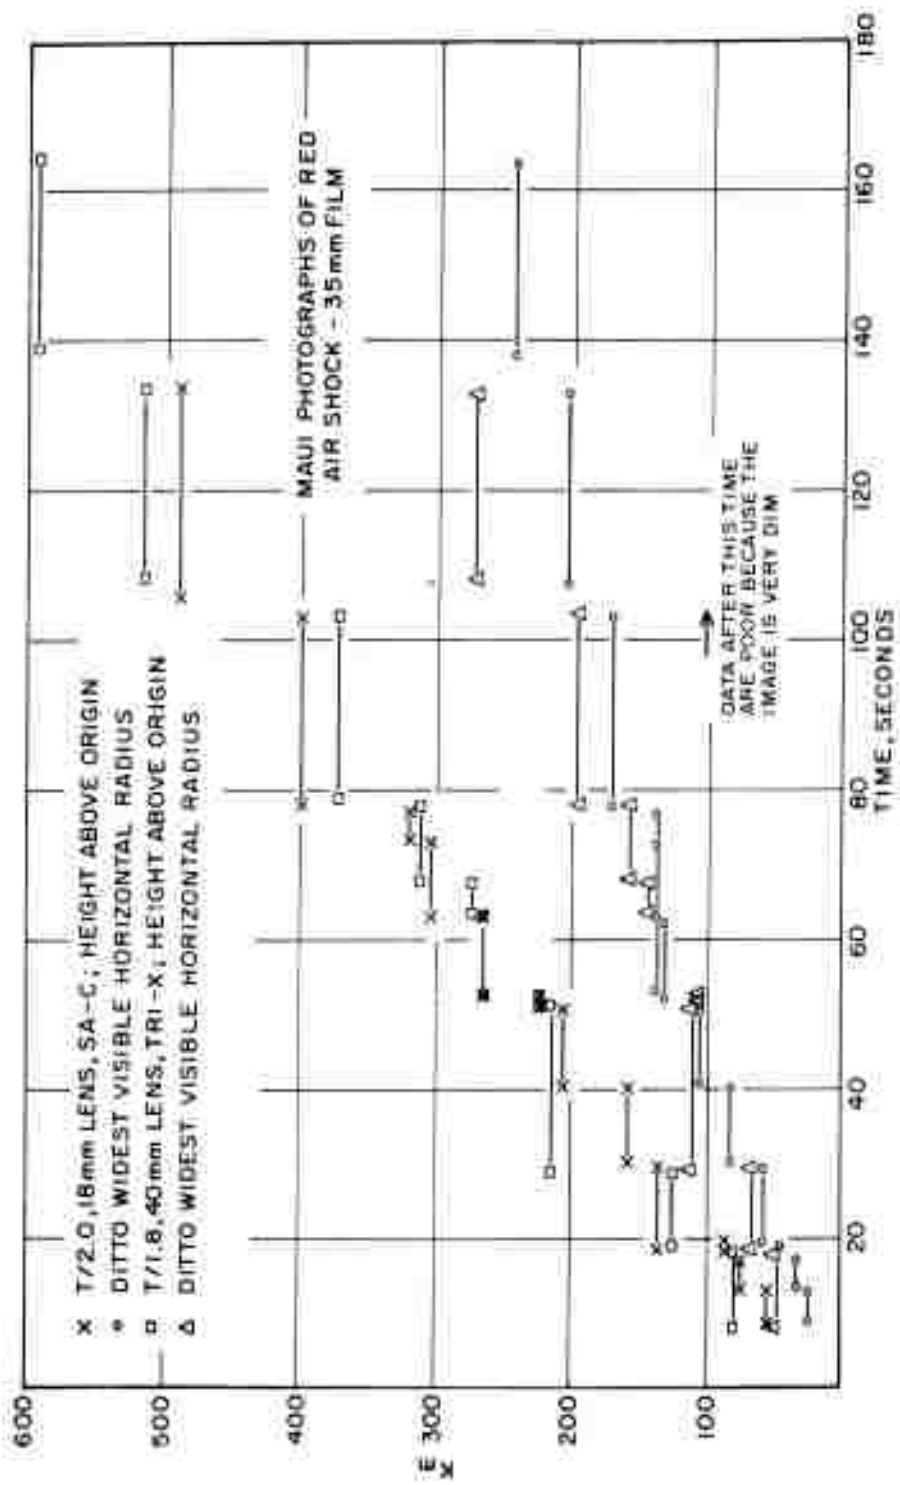 600
500
400
300
200
100
KM
X T/2.0,18mm LENS, SA-C; HEIGHT ABOVE ORIGIN
DITTO WIDEST VISIBLE HORIZONTAL RADIUS
T/1.8,40mm LENS, TRI-X; HEIGHT ABOVE ORIGIN
DITTO WIDEST VISIBLE HORIZONTAL RADIUS
MAUI PHOTOGRAPHS OF RED
AIR SHOCK - 35mm FILM
DATA AFTER THIS TIME
ARE POOR BECAUSE THE
IMAGE IS VERY DIM
20
40
60
80
100
120
140
160
180
TIME, SECONDS